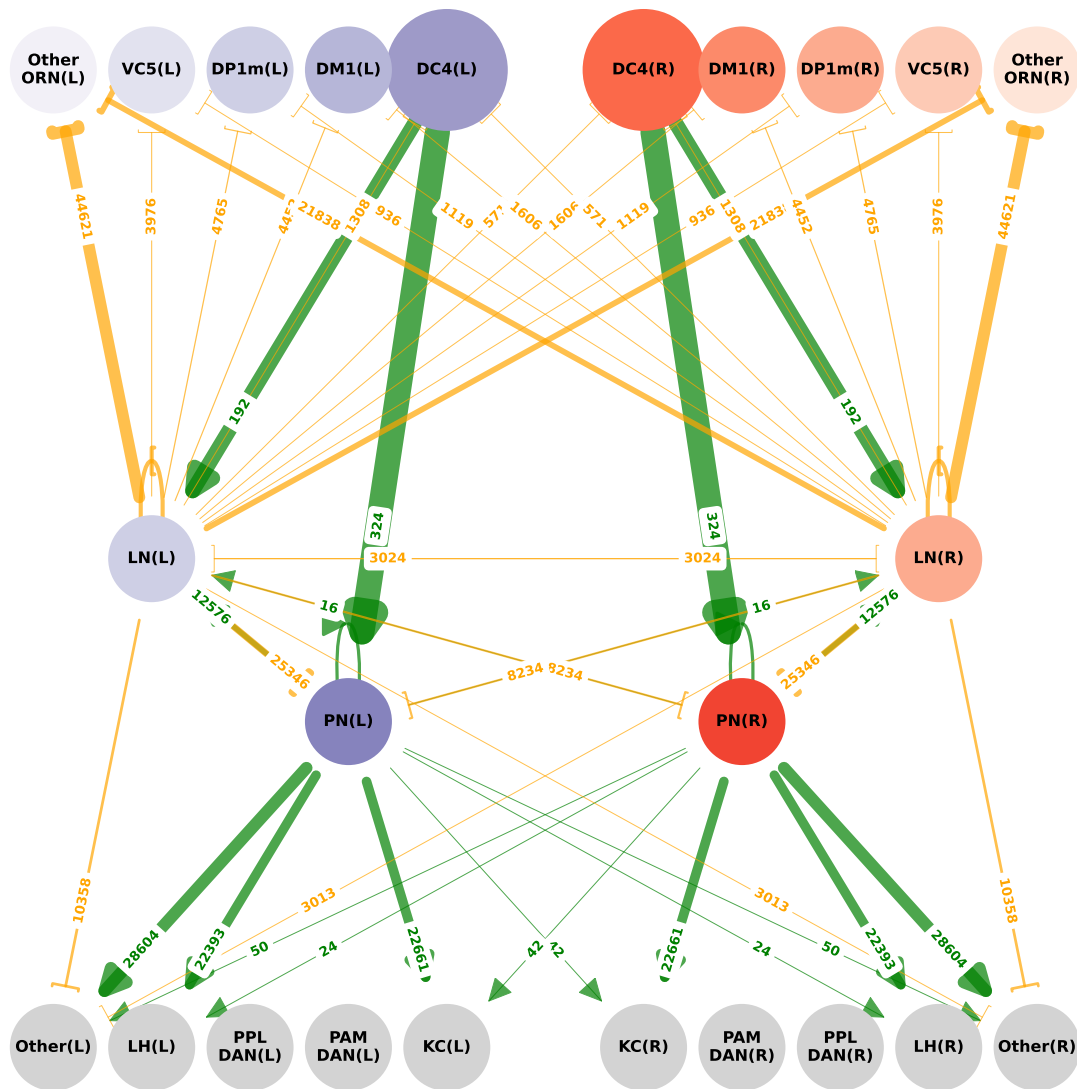 Other
ORN(L)
VC5(L)
DP1m(L)
DM1(L)
DC4(L)
DC4(R)
DM1(R)
DP1m(R)
VC5(R)
Other
ORN(R)
44621
3976
4765
21838
1308
936
1119
1606
571
1119
936
1308
4452
4765
3976
44621
192
192
324
324
LN(L)
3024
3024
LN(R)
12576
16
16
12576
25346
8234
8234
25346
PN(L)
PN(R)
10358
3013
3013
10358
28604
22393
50
24
22661
42
22661
24
50
22393
28604
Other(L)
LH(L)
PPL
DAN(L)
PAM
DAN(L)
KC(L)
KC(R)
PAM
DAN(R)
PPL
DAN(R)
LH(R)
Other(R)